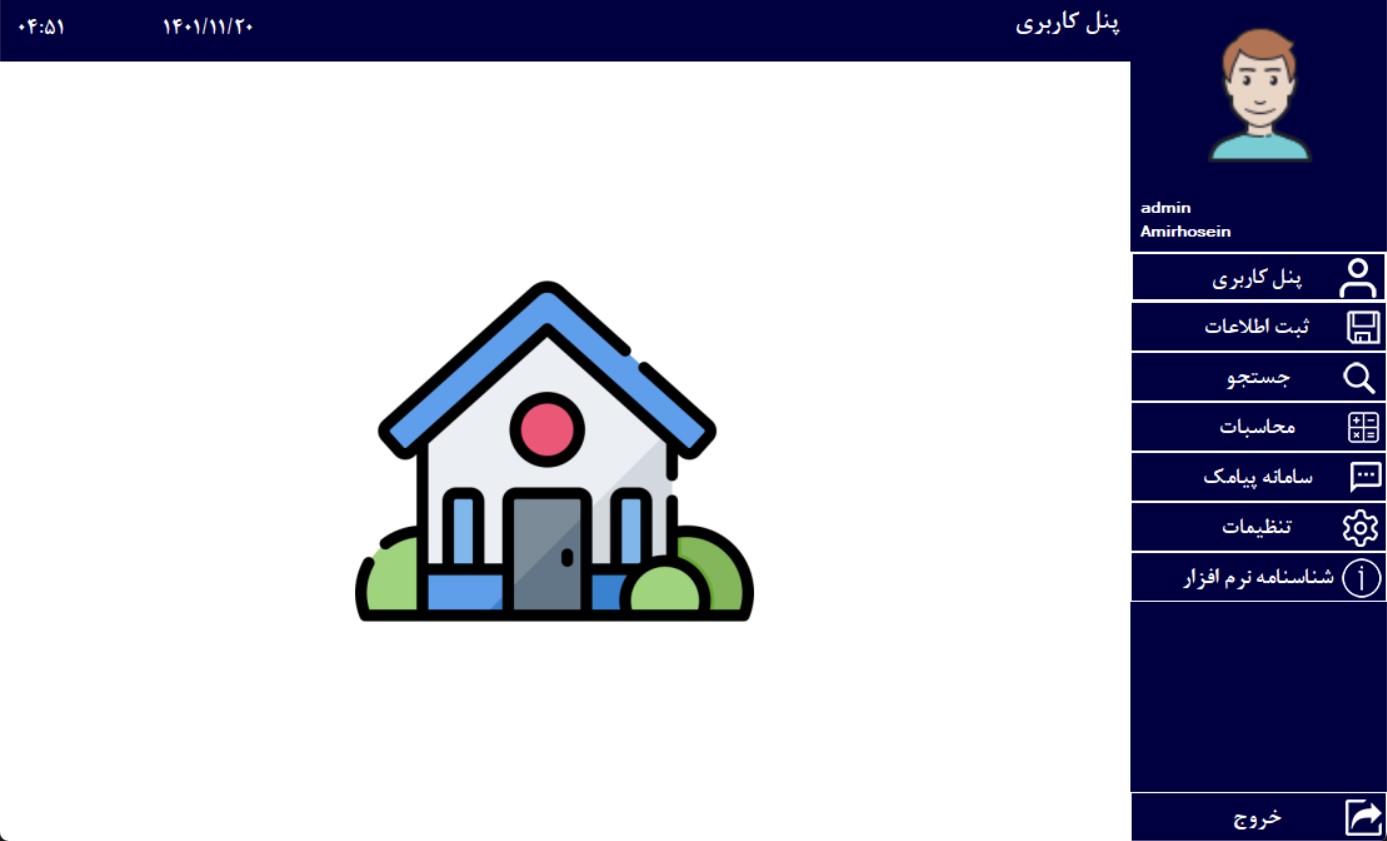 پنل کاربری
۱۴۰۱/۱۱/۲۰
۰۴:۵۱
admin
Amirhosein
پنل کاربری
ثبت اطلاعات
جستجو
محاسبات
سامانه پیامک
تنظیمات
شناسنامه نرم افزار
خروج